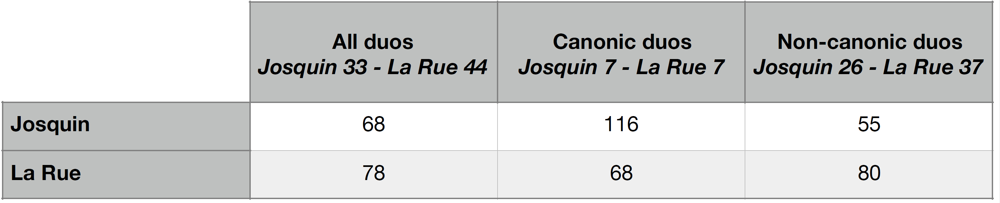 All duos
Josquin 33 - La Rue 44
Canonic duos
Josquin 7 - La Rue 7
Non-canonic duos
Josquin 26 - La Rue 37
Josquin 68 116 55
La Rue 78 68 80